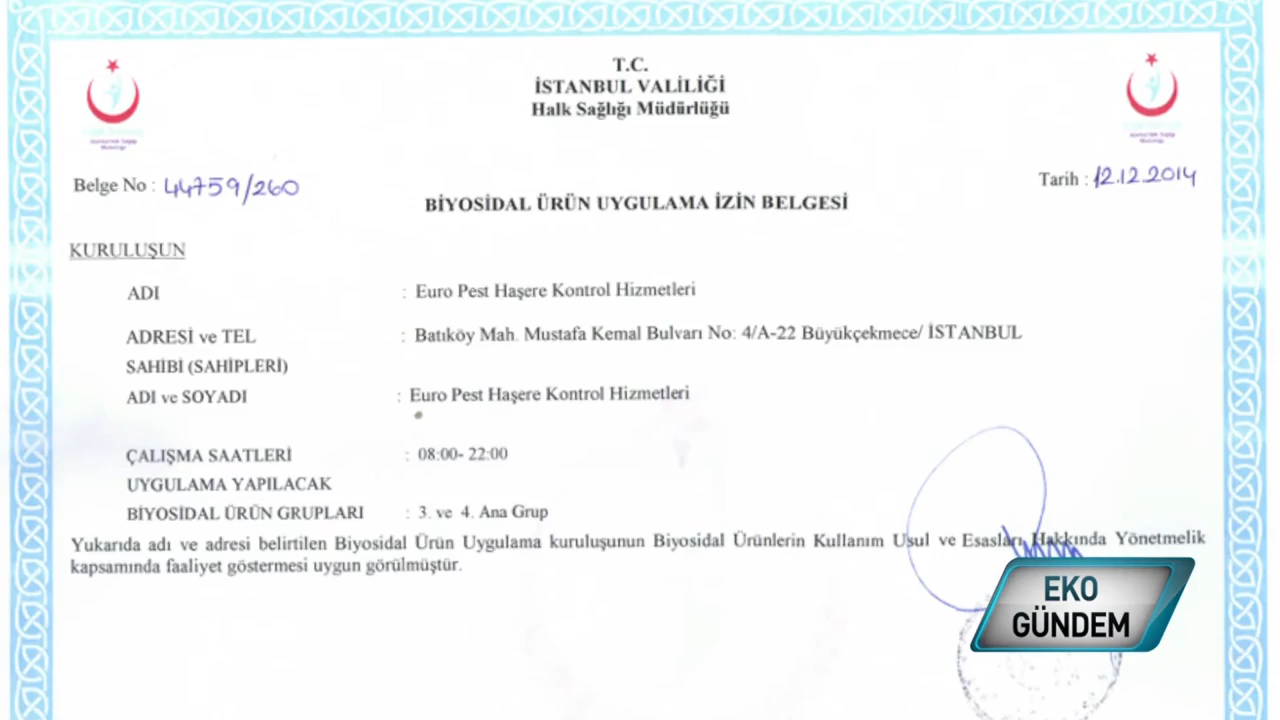 T.C.
İSTANBUL VALİLİĞİ
Halk Sağlığı Müdürlüğü
Belge No : 44759/260
Tarih : 12.12.2014
BİYOSİDAL ÜRÜN UYGULAMA İZİN BELGESİ
KURULUŞUN
ADI : Euro Pest Haşere Kontrol Hizmetleri
ADRESİ ve TEL : Batıköy Mah. Mustafa Kemal Bulvarı No: 4/A-22 Büyükçekmece/ İSTANBUL
SAHİBİ (SAHİPLERİ)
ADI ve SOYADI : Euro Pest Haşere Kontrol Hizmetleri
ÇALIŞMA SAATLERİ : 08:00- 22:00
UYGULAMA YAPILACAK
BİYOSİDAL ÜRÜN GRUPLARI : 3. ve 4. Ana Grup
Yukarıda adı ve adresi belirtilen Biyosidal Ürün Uygulama kuruluşunun Biyosidal Ürünlerin Kullanım Usul ve Esasları Hakkında Yönetmelik
kapsamında faaliyet göstermesi uygun görülmüştür.
EKO
GÜNDEM